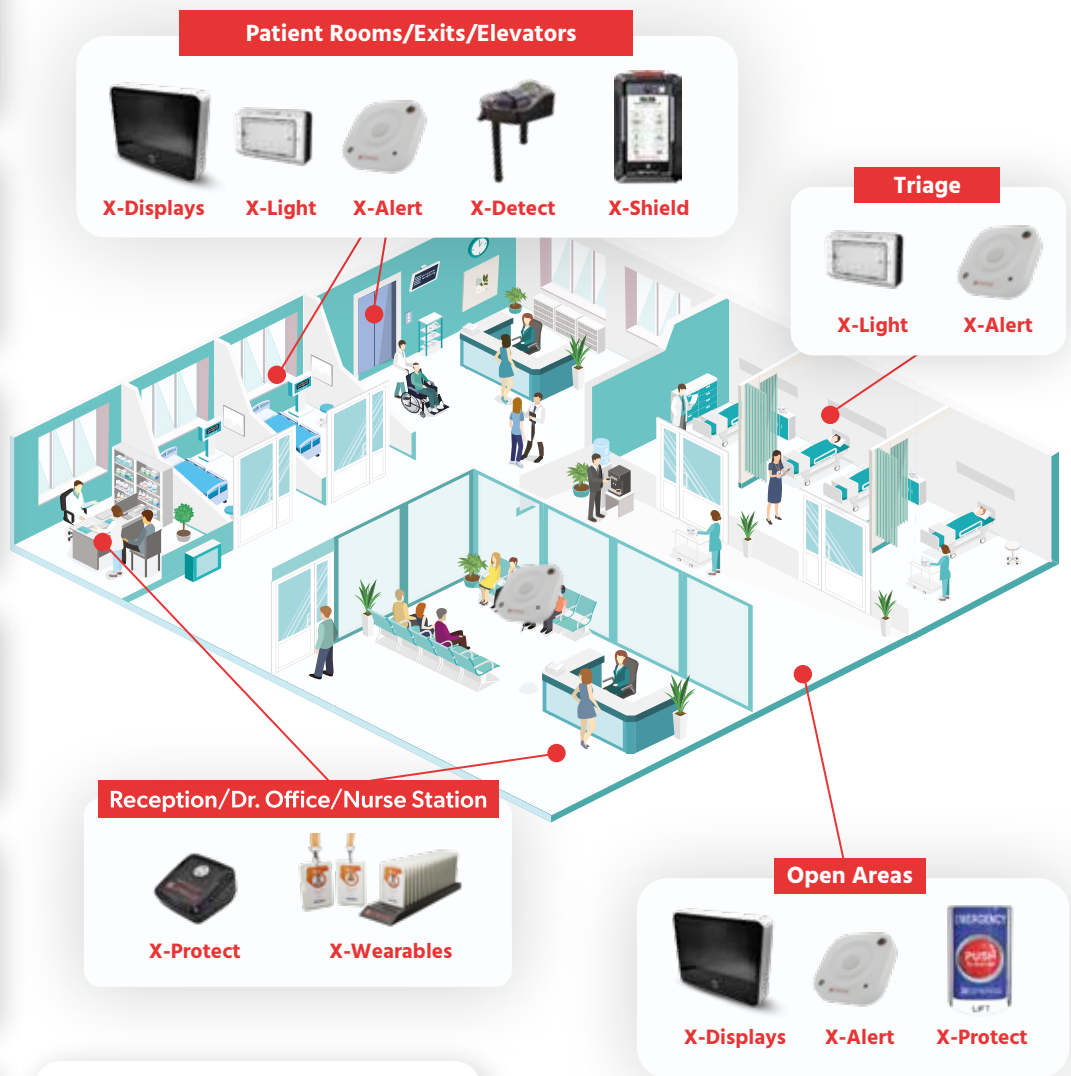 Patient Rooms/Exits/Elevators
X-Displays X-Light X-Alert X-Detect X-Shield
Triage
X-Light X-Alert
Reception/Dr. Office/Nurse Station
X-Protect X-Wearables
Open Areas
EMERGENCY
PUSH
LIFT
X-Displays X-Alert X-Protect